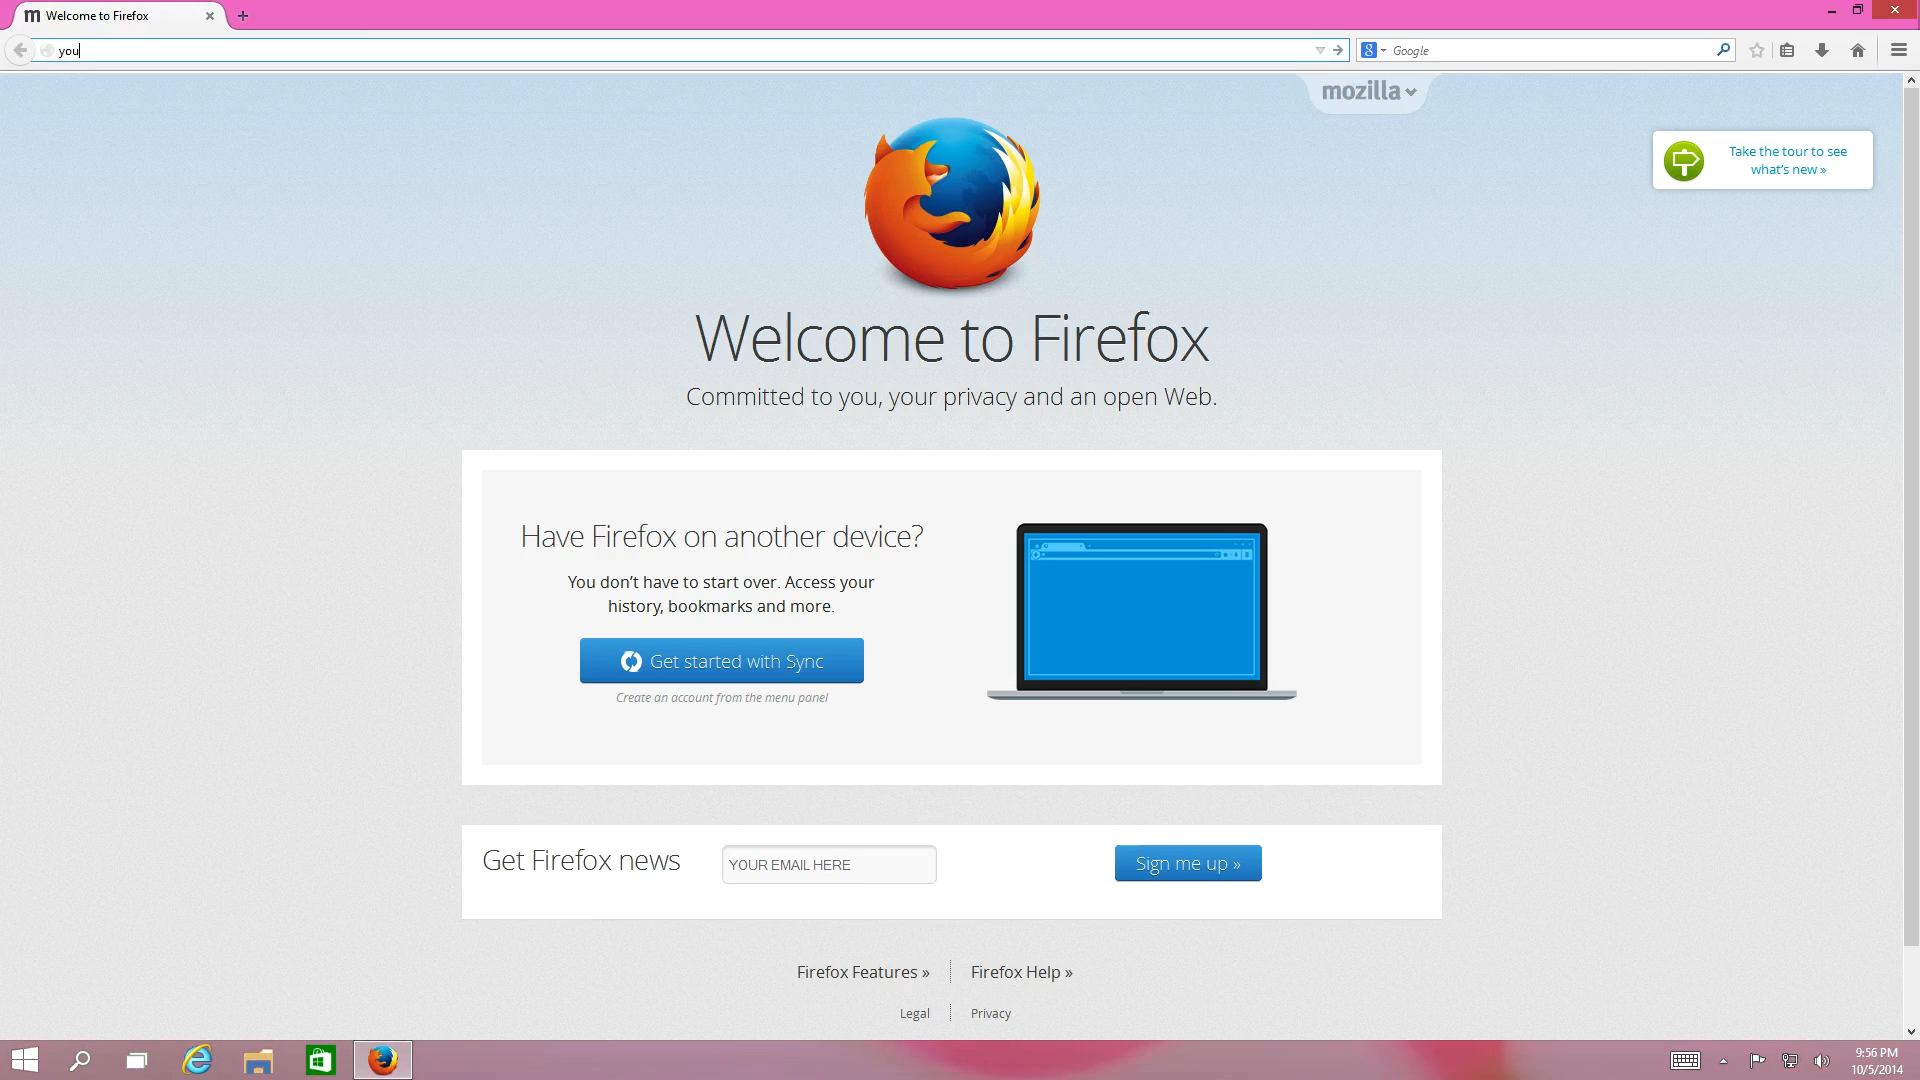 Welcome to Firefox
you
Google
mozilla
Take the tour to see
what's new »
Welcome to Firefox
Committed to you, your privacy and an open Web.
Have Firefox on another device?
You don't have to start over. Access your
history, bookmarks and more.
Get started with Sync
Create an account from the menu panel
Get Firefox news
YOUR EMAIL HERE
Sign me up »
Firefox Features »
Firefox Help »
Legal
Privacy
9:56 PM
10/5/2014